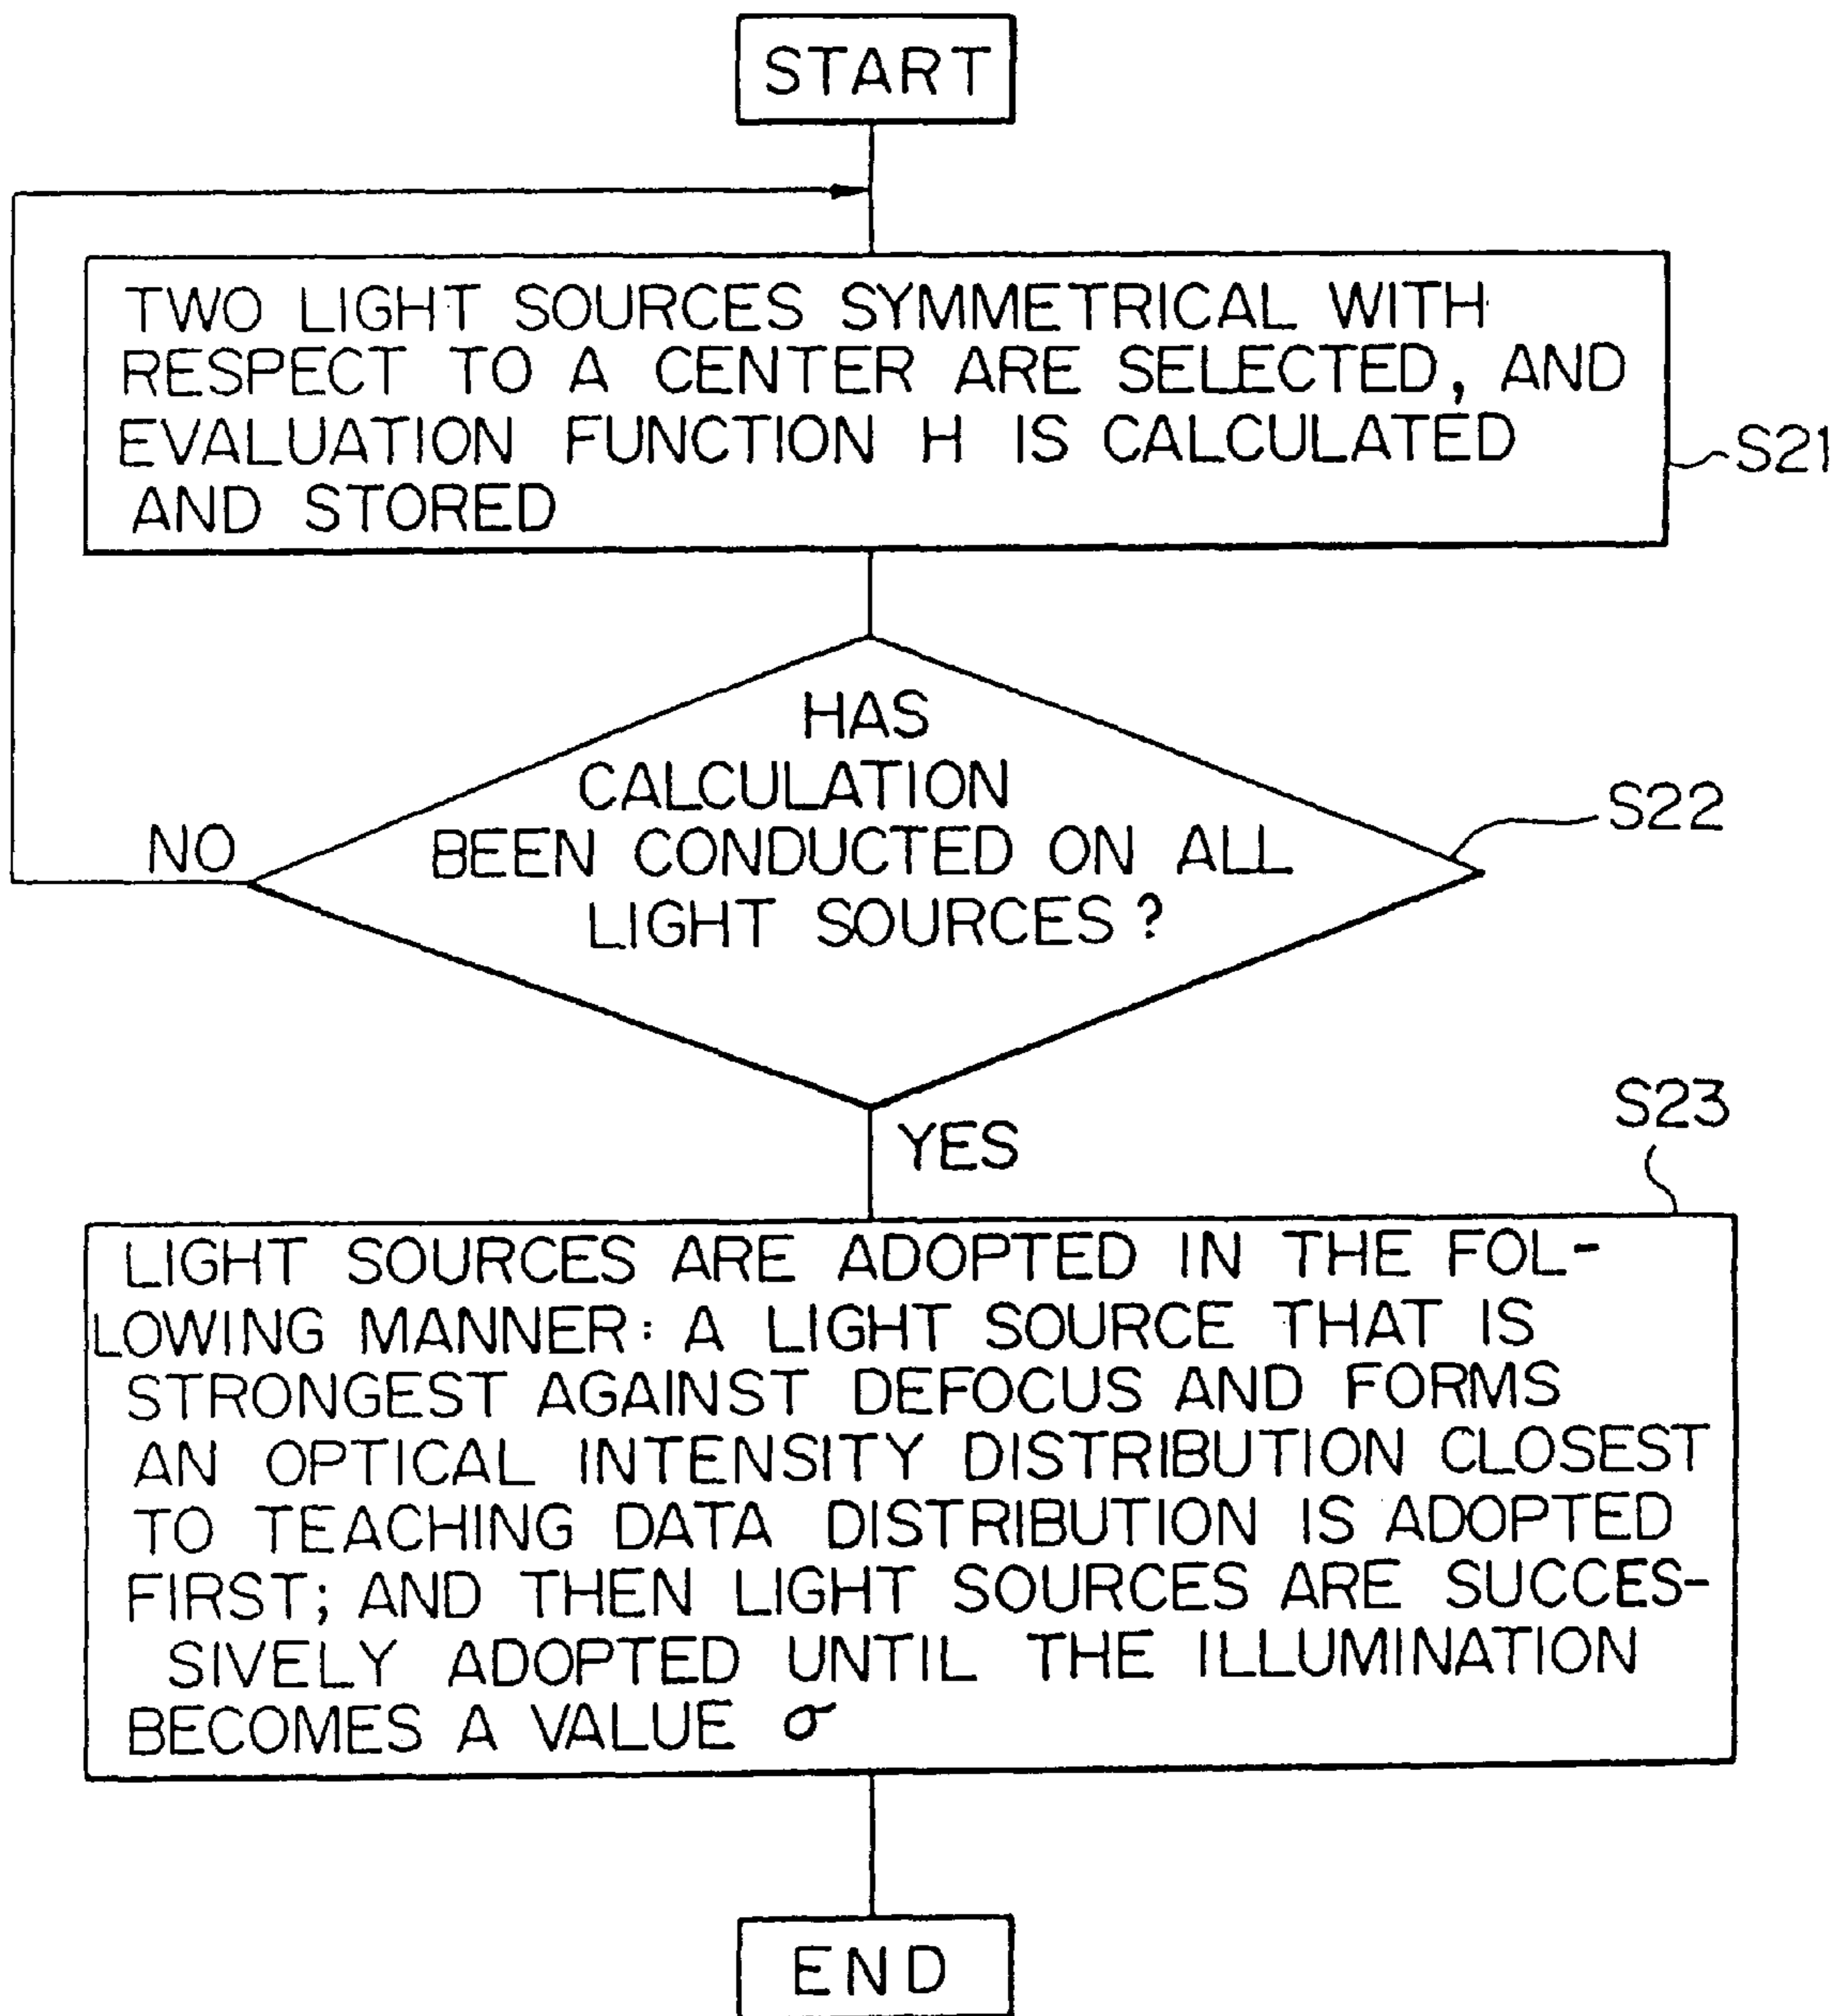 START
TWO LIGHT SOURCES SYMMETRICAL WITH
RESPECT TO A CENTER ARE SELECTED, AND
EVALUATION FUNCTION H IS CALCULATED
AND STORED
S21
HAS
CALCULATION
BEEN CONDUCTED ON ALL
LIGHT SOURCES?
S22
NO
YES
S23
LIGHT SOURCES ARE ADOPTED IN THE FOL-
LOWING MANNER: A LIGHT SOURCE THAT IS
STRONGEST AGAINST DEFOCUS AND FORMS
AN OPTICAL INTENSITY DISTRIBUTION CLOSEST
TO TEACHING DATA DISTRIBUTION IS ADOPTED
FIRST; AND THEN LIGHT SOURCES ARE SUCCES-
SIVELY ADOPTED UNTIL THE ILLUMINATION
BECOMES A VALUE σ
END